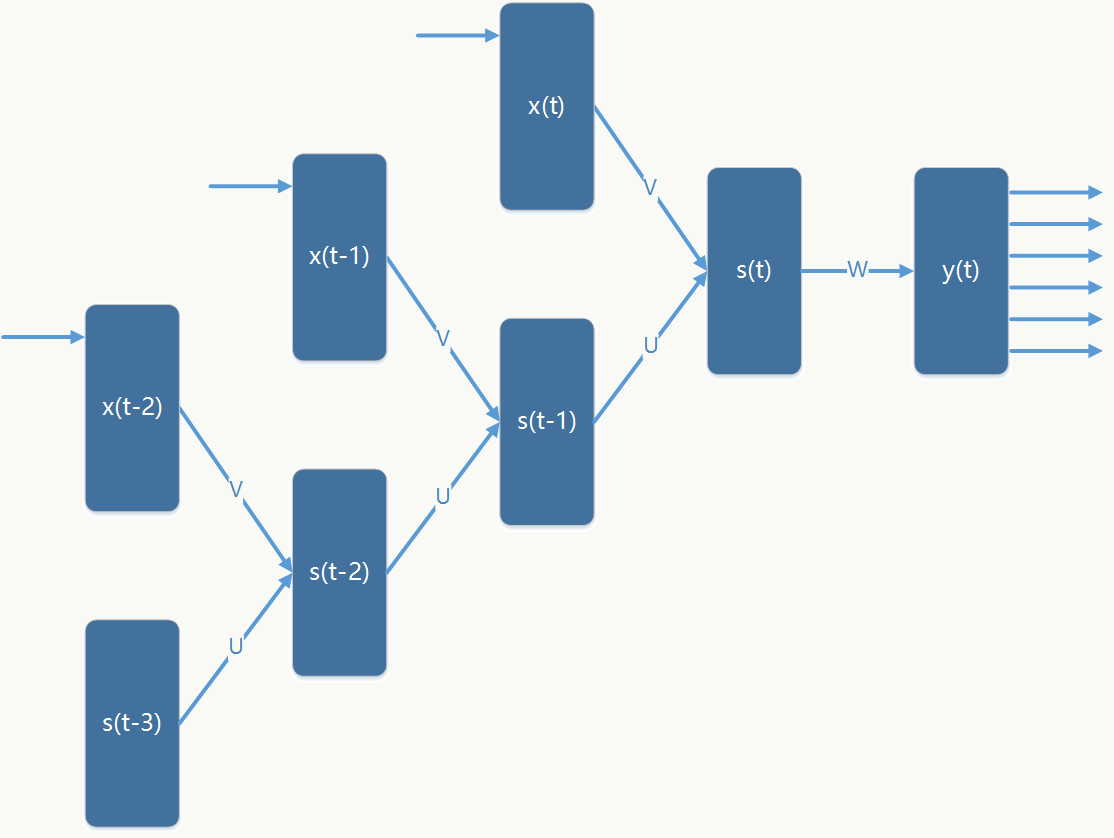 x(t)
V
x(t-1)
s(t)
W
y(t)
V
U
x(t-2)
s(t-1)
V
U
s(t-2)
U
s(t-3)